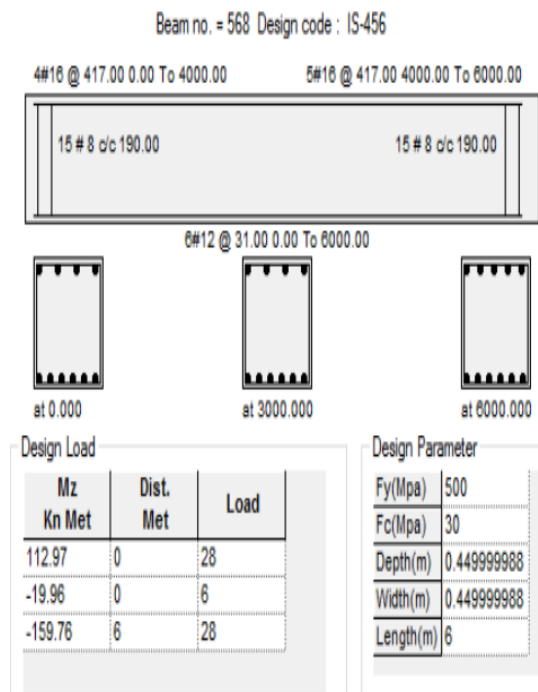 Beam no. = 568 Design code : IS-456
4#16 @ 417.00 0.00 To 4000.00 5#16 @ 417.00 4000.00 To 6000.00
15 # 8 c/c 190.00 15 # 8 c/c 190.00
6#12 @ 31.00 0.00 To 6000.00
at 0.000 at 3000.000 at 6000.000
Design Load
Mz Kn Met Dist. Met Load
112.97 0 28
-19.96 0 6
-159.76 6 28
Design Parameter
Fy(Mpa) 500
Fc(Mpa) 30
Depth(m) 0.449999988
Width(m) 0.449999988
Length(m) 6